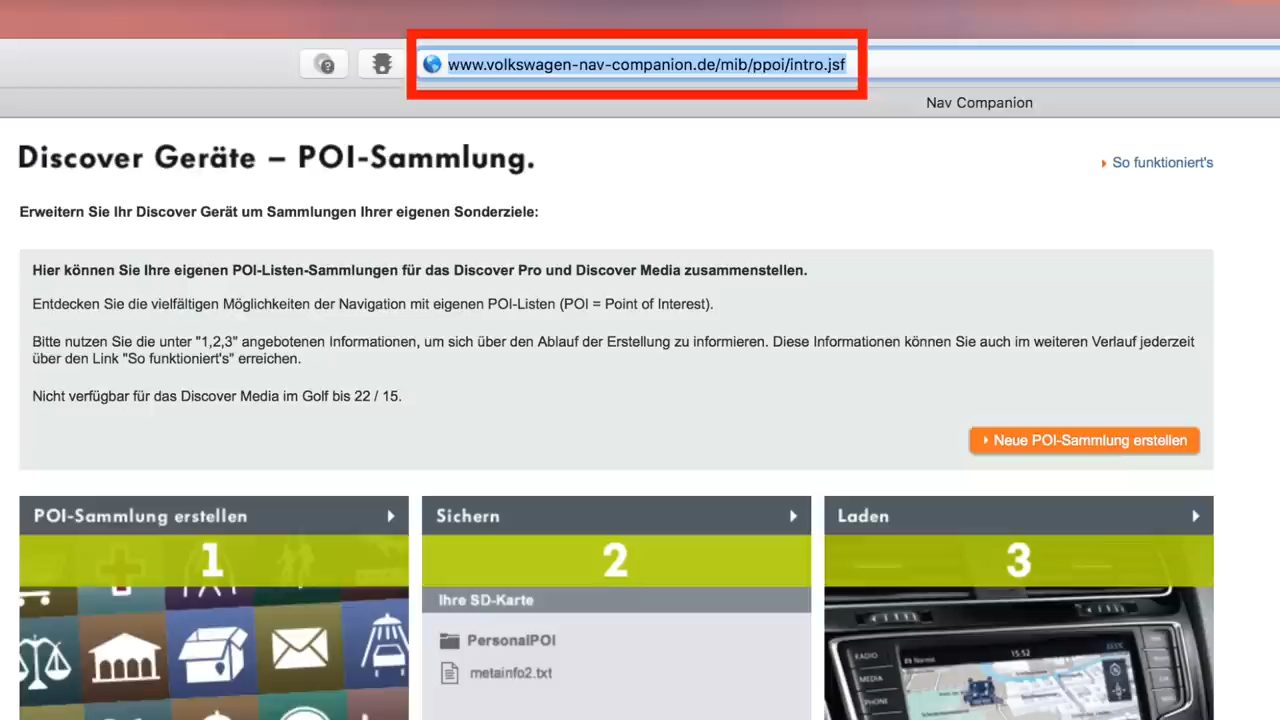 www.volkswagen-nav-companion.de/mib/ppoi/intro.jsf
Nav Companion
Discover Geräte – POI-Sammlung.
So funktioniert's
Erweitern Sie Ihr Discover Gerät um Sammlungen Ihrer eigenen Sonderziele:
Hier können Sie Ihre eigenen POI-Listen-Sammlungen für das Discover Pro und Discover Media zusammenstellen.
Entdecken Sie die vielfältigen Möglichkeiten der Navigation mit eigenen POI-Listen (POI = Point of Interest).
Bitte nutzen Sie die unter "1,2,3" angebotenen Informationen, um sich über den Ablauf der Erstellung zu informieren. Diese Informationen können Sie auch im weiteren Verlauf jederzeit
über den Link "So funktioniert's" erreichen.
Nicht verfügbar für das Discover Media im Golf bis 22 / 15.
Neue POI-Sammlung erstellen
POI-Sammlung erstellen
1
Sichern
2
Ihre SD-Karte
PersonalPOI
metainfo2.txt
Laden
3
RADIO
15.52
MEDIA
PHONE